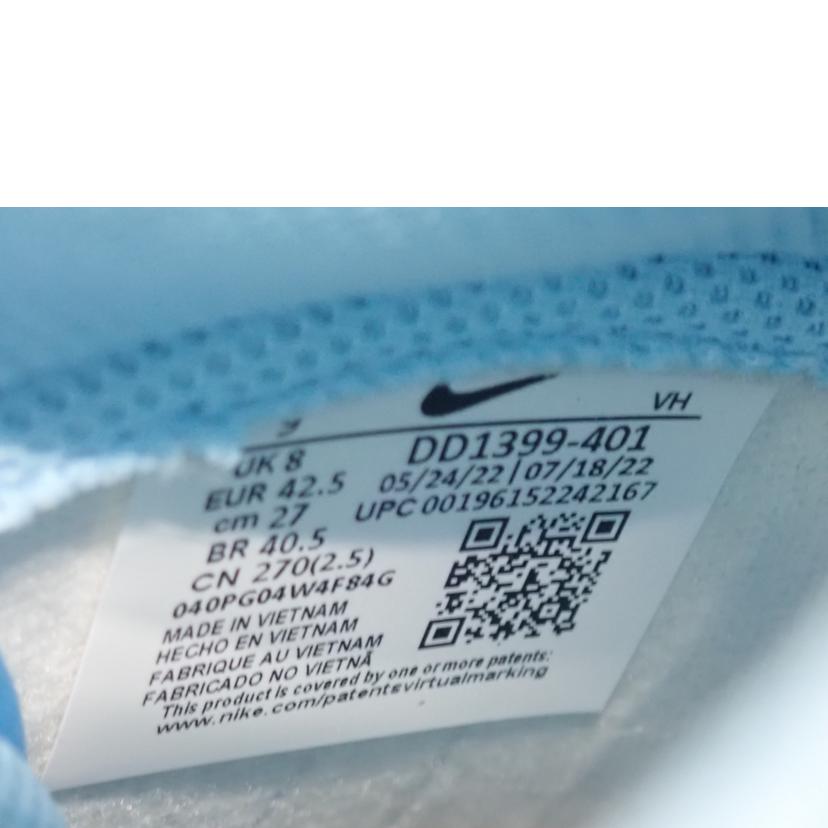 VH
UK 8
EUR 42.5
cm 27
BR 40.5
CN 270(2.5)
040PG04W4F84G
MADE IN VIETNAM
HECHO EN VIETNAM
FABRIQUE AU VIETNAM
FABRICADO NO VIETNÃ
DD1399-401
05/24/22 | 07/18/22
UPC 00196152242167
This product is covered by one or more patents:
www.nike.com/patentsvirtualmarking